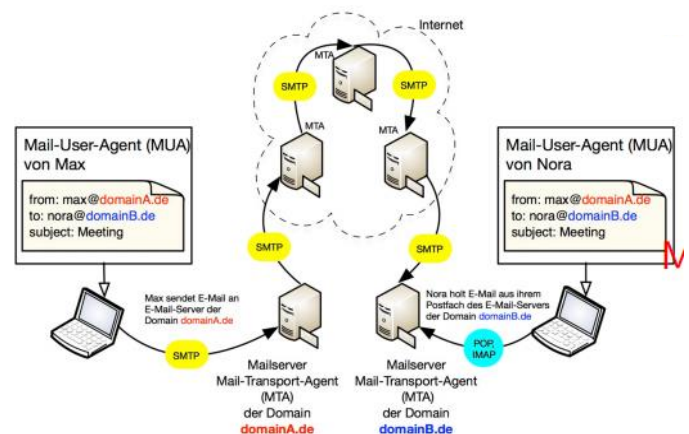 Internet
MTA
SMTP
SMTP
MTA
MTA
Mail-User-Agent (MUA)
von Max
from: max@domainA.de
to: nora@domainB.de
subject: Meeting
Mail-User-Agent (MUA)
von Nora
from: max@domainA.de
to: nora@domainB.de
subject: Meeting
M
SMTP
SMTP
Max sendet E-Mail an
E-Mail-Server der
Domain domainA.de
Nora holt E-Mail aus ihrem
Postfach des E-Mail-Servers
der Domain domainB.de
SMTP
POP,
IMAP
Mailserver
Mail-Transport-Agent
(MTA)
der Domain
domainA.de
Mailserver
Mail-Transport-Agent
(MTA)
der Domain
domainB.de